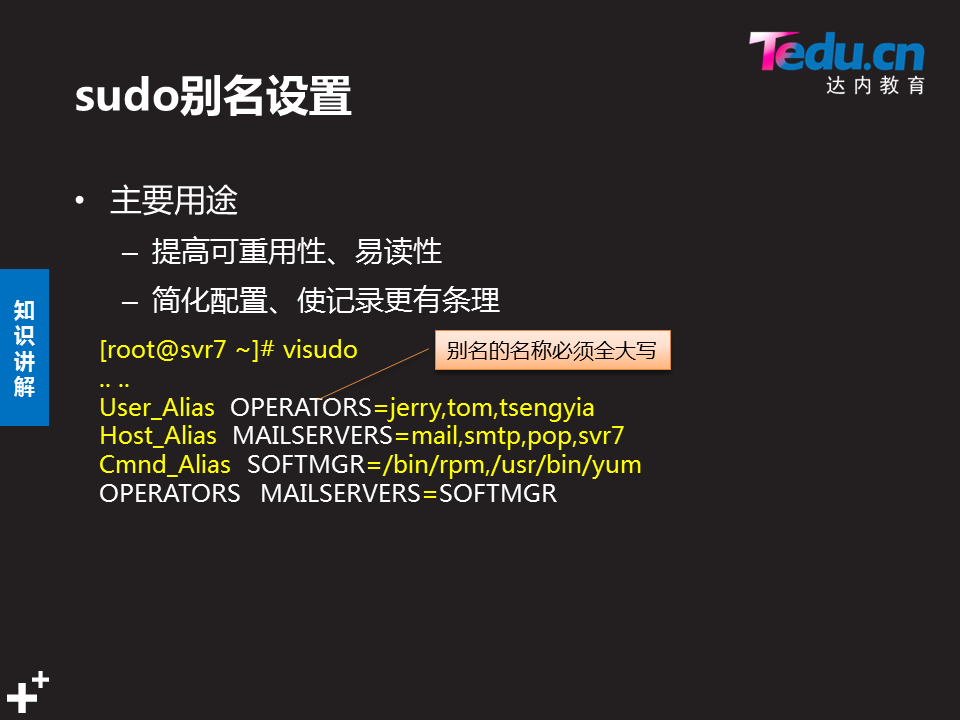 Tedu.cn
达内教育
sudo别名设置
• 主要用途
– 提高可重用性、易读性
– 简化配置、使记录更有条理
知识讲解
[root@svr7 ~]# visudo
别名的名称必须全大写
.. ..
User_Alias OPERATORS=jerry,tom,tsengyia
Host_Alias MAILSERVERS=mail,smtp,pop,svr7
Cmnd_Alias SOFTMGR=/bin/rpm,/usr/bin/yum
OPERATORS MAILSERVERS=SOFTMGR